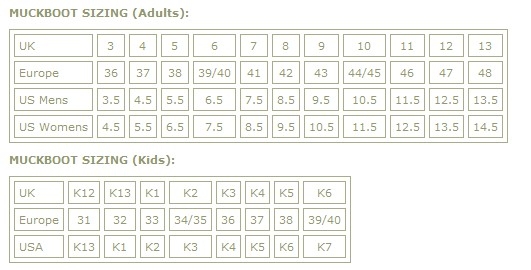 MUCKBOOT SIZING (Adults):
UK 3 4 5 6 7 8 9 10 11 12 13
Europe 36 37 38 39/40 41 42 43 44/45 46 47 48
US Mens 3.5 4.5 5.5 6.5 7.5 8.5 9.5 10.5 11.5 12.5 13.5
US Womens 4.5 5.5 6.5 7.5 8.5 9.5 10.5 11.5 12.5 13.5 14.5
MUCKBOOT SIZING (Kids):
UK K12 K13 K1 K2 K3 K4 K5 K6
Europe 31 32 33 34/35 36 37 38 39/40
USA K13 K1 K2 K3 K4 K5 K6 K7